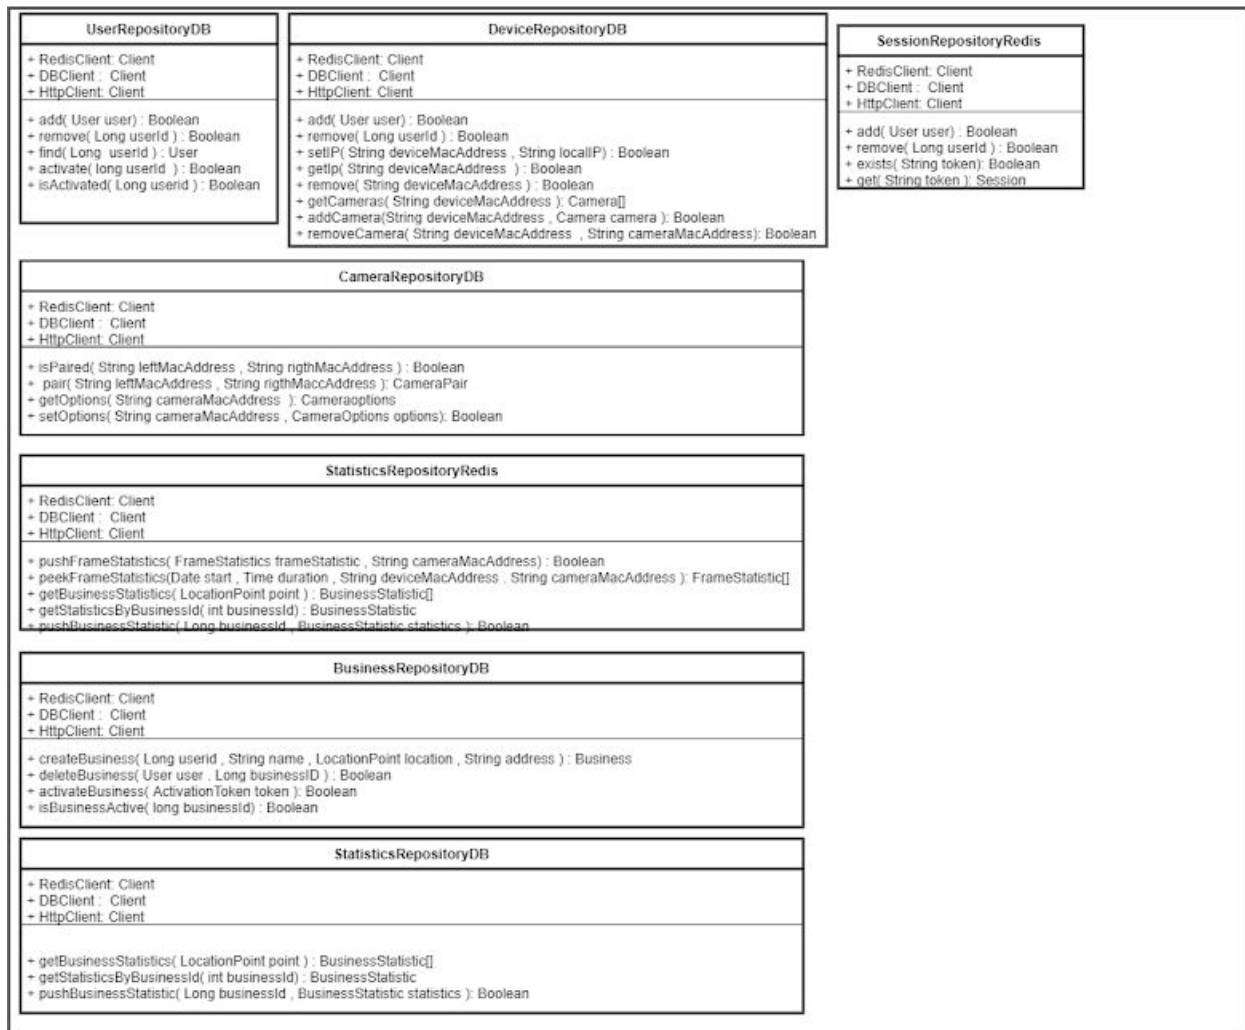 UserRepositoryDB
+ RedisClient: Client
+ DBClient : Client
+ HttpClient: Client
+ add( User user) : Boolean
+ remove( Long userId ) : Boolean
+ find( Long userId ) : User
+ activate( long userId ) : Boolean
+ isActivated( Long userid ) : Boolean
DeviceRepositoryDB
+ RedisClient: Client
+ DBClient : Client
+ HttpClient: Client
+ add( User user) : Boolean
+ remove( Long userId ) : Boolean
+ setIP( String deviceMacAddress , String localIP) : Boolean
+ getIp( String deviceMacAddress ) : Boolean
+ remove( String deviceMacAddress ) : Boolean
+ getCameras( String deviceMacAddress ): Camera[]
+ addCamera(String deviceMacAddress , Camera camera ): Boolean
+ removeCamera( String deviceMacAddress , String cameraMacAddress): Boolean
SessionRepositoryRedis
+ RedisClient: Client
+ DBClient : Client
+ HttpClient: Client
+ add( User user) : Boolean
+ remove( Long userId ) : Boolean
+ exists( String token): Boolean
+ get( String token ): Session
CameraRepositoryDB
+ RedisClient: Client
+ DBClient : Client
+ HttpClient: Client
+ isPaired( String leftMacAddress , String rigthMacAddress ) : Boolean
+ pair( String leftMacAddress , String rigthMaccAddress ): CameraPair
+ getOptions( String cameraMacAddress ): Cameraoptions
+ setOptions( String cameraMacAddress , CameraOptions options): Boolean
StatisticsRepositoryRedis
+ RedisClient: Client
+ DBClient : Client
+ HttpClient: Client
+ pushFrameStatistics( FrameStatistics frameStatistic , String cameraMacAddress) : Boolean
+ peekFrameStatistics(Date start , Time duration , String deviceMacAddress . String cameraMacAddress ): FrameStatistic[]
+ getBusinessStatistics( LocationPoint point ) : BusinessStatistic[]
+ getStatisticsByBusinessId( int businessId) : BusinessStatistic
+ pushBusinessStatistic( Long businessId , BusinessStatistic statistics ): Boolean
BusinessRepositoryDB
+ RedisClient: Client
+ DBClient : Client
+ HttpClient: Client
+ createBusiness( Long userid , String name , LocationPoint location , String address ) : Business
+ deleteBusiness( User user . Long businessID ) : Boolean
+ activateBusiness( ActivationToken token ): Boolean
+ isBusinessActive( long businessId) : Boolean
StatisticsRepositoryDB
+ RedisClient: Client
+ DBClient : Client
+ HttpClient: Client
+ getBusinessStatistics( LocationPoint point ) : BusinessStatistic[]
+ getStatisticsByBusinessId( int businessId) : BusinessStatistic
+ pushBusinessStatistic( Long businessId , BusinessStatistic statistics ): Boolean